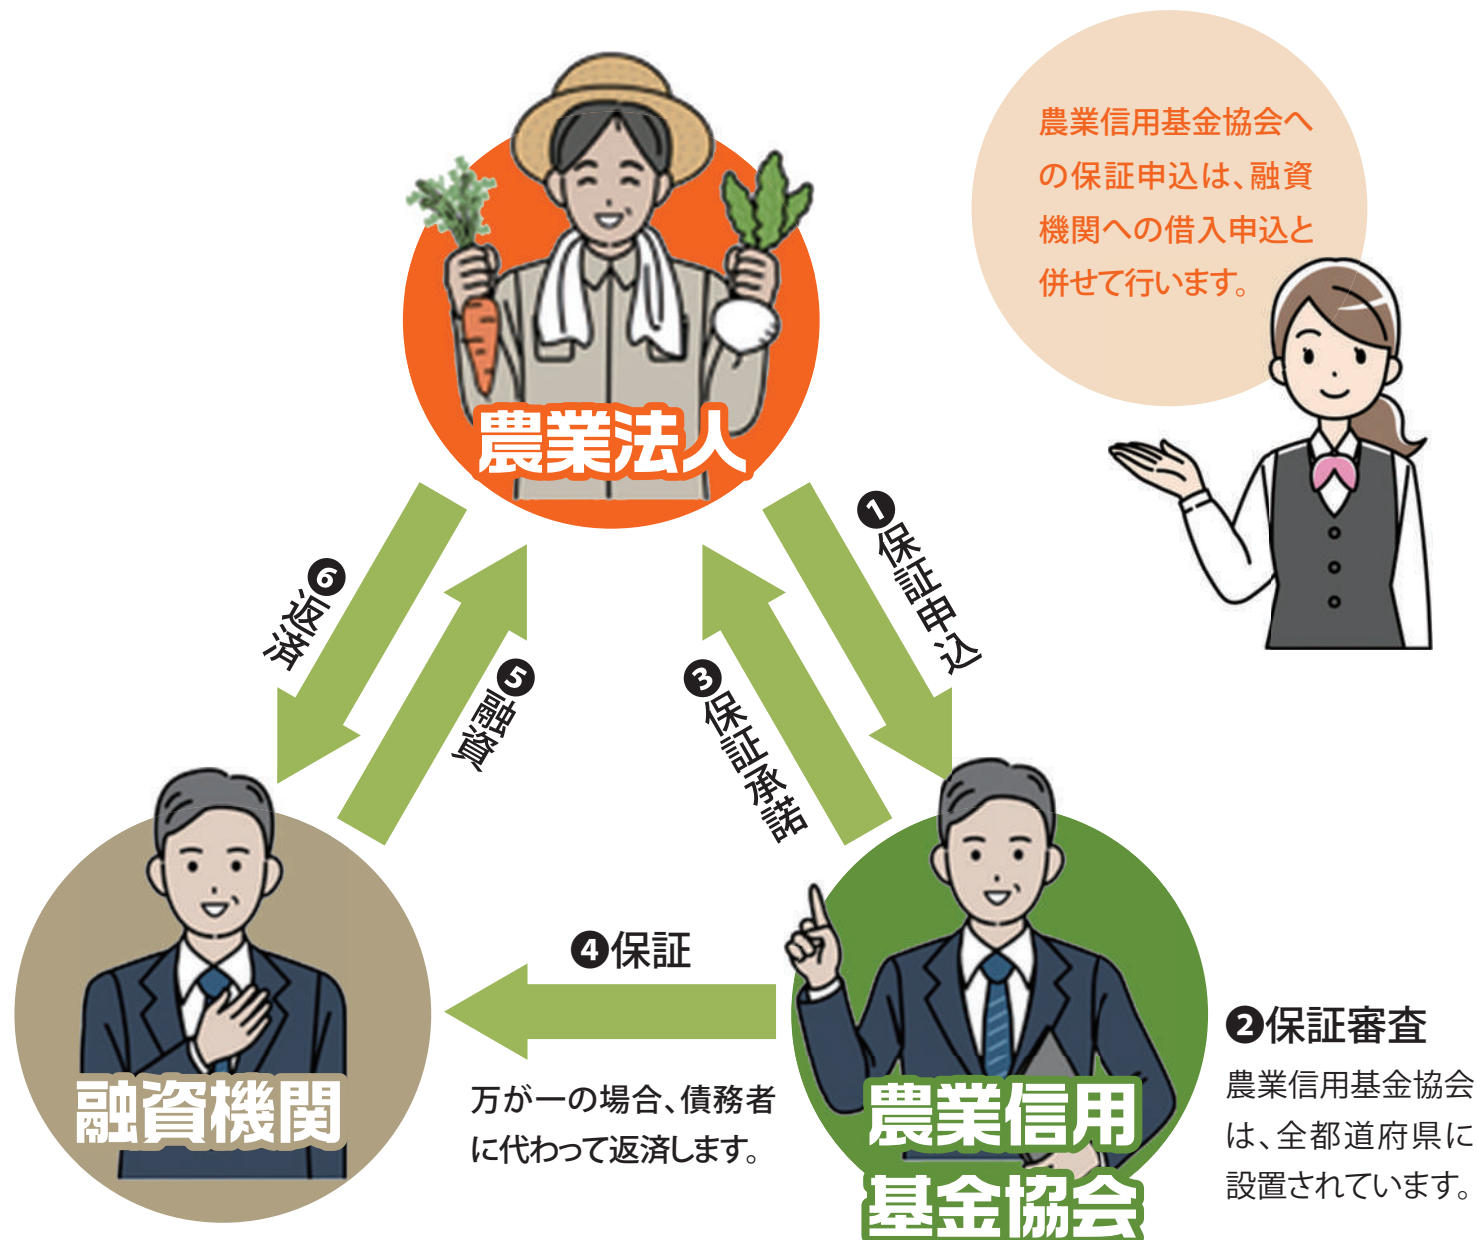 農業信用基金協会へ
の保証申込は、融資
機関への借入申込と
併せて行います。
農業法人
❶保証申込
❸保証承諾
❻返済
❺融資
❹保証
万が一の場合、債務者
に代わって返済します。
融資機関
農業信用
基金協会
❷保証審査
農業信用基金協会
は、全都道府県に
設置されています。